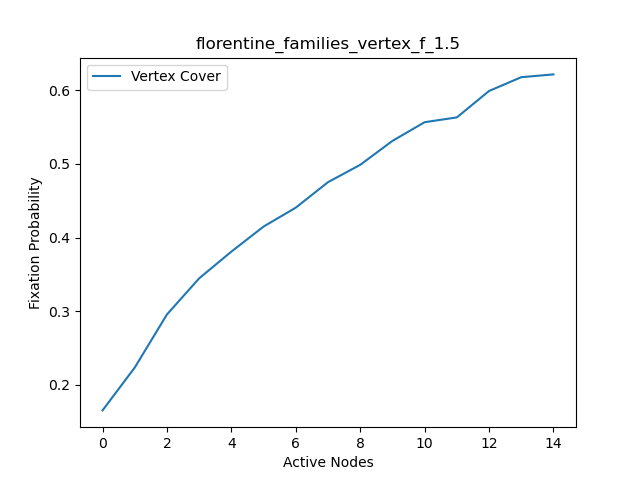 florentine_families_vertex_f_1.5
Vertex Cover
0.6
0.5
0.4
0.3
0.2
Fixation Probability
0 2 4 6 8 10 12 14
Active Nodes